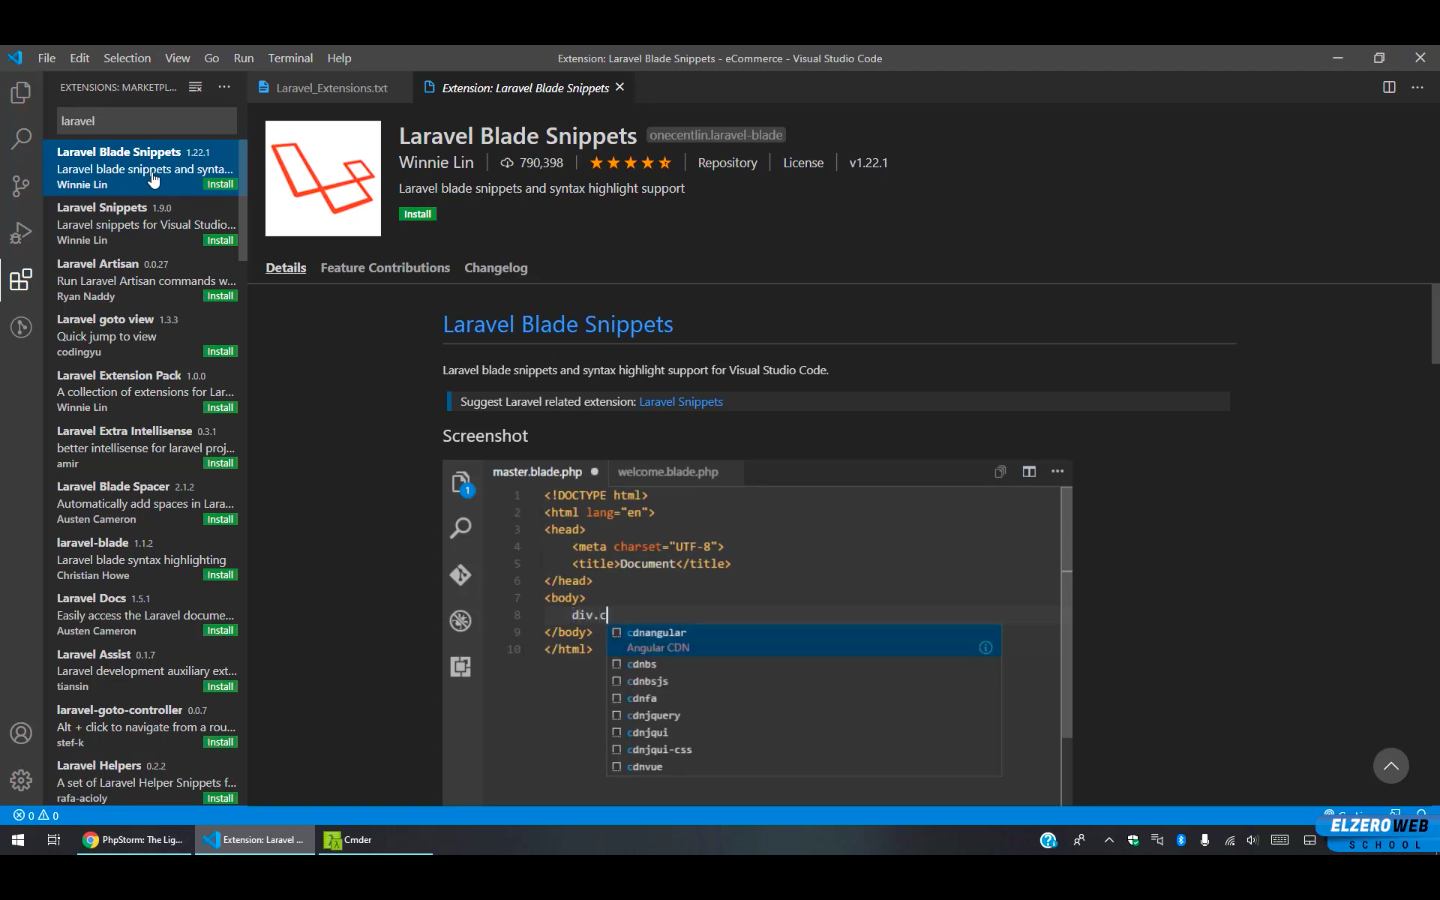 File Edit Selection View Go Run Terminal Help
Extension: Laravel Blade Snippets - eCommerce - Visual Studio Code
EXTENSIONS: MARKETPL...
Laravel_Extensions.txt
Extension: Laravel Blade Snippets
laravel
Laravel Blade Snippets 1.22.1
Laravel blade snippets and synta...
Winnie Lin Install
Laravel Snippets 1.9.0
Laravel snippets for Visual Studio...
Winnie Lin Install
Laravel Artisan 0.0.27
Run Laravel Artisan commands w...
Ryan Naddy Install
Laravel goto view 1.3.3
Quick jump to view
codingyu Install
Laravel Extension Pack 1.0.0
A collection of extensions for Lar...
Winnie Lin Install
Laravel Extra Intellisense 0.3.1
better intellisense for laravel proj...
amir Install
Laravel Blade Spacer 2.1.2
Automatically add spaces in Lara...
Austen Cameron Install
laravel-blade 1.1.2
Laravel blade syntax highlighting
Christian Howe Install
Laravel Docs 1.5.1
Easily access the Laravel docume...
Austen Cameron Install
Laravel Assist 0.1.7
Laravel development auxiliary ext...
tiansin Install
laravel-goto-controller 0.0.7
Alt + click to navigate from a rou...
stef-k Install
Laravel Helpers 0.2.2
A set of Laravel Helper Snippets f...
rafa-acioly Install
Laravel Blade Snippets onecentlin.laravel-blade
Winnie Lin 790,398 Repository License v1.22.1
Laravel blade snippets and syntax highlight support
Install
Details Feature Contributions Changelog
Laravel Blade Snippets
Laravel blade snippets and syntax highlight support for Visual Studio Code.
Suggest Laravel related extension: Laravel Snippets
Screenshot
master.blade.php welcome.blade.php
1
1 <!DOCTYPE html>
2 <html lang="en">
3 <head>
4 <meta charset="UTF-8">
5 <title>Document</title>
6 </head>
7 <body>
8 div.c
9 </body>
10 </html>
cdnangular
Angular CDN
cdnbs
cdnbsjs
cdnfa
cdnjquery
cdnjqui
cdnjqui-css
cdnvue
0 0
PhpStorm: The Lig...
Extension: Laravel ...
Cmder
ELZEROWEB
SCHOOL